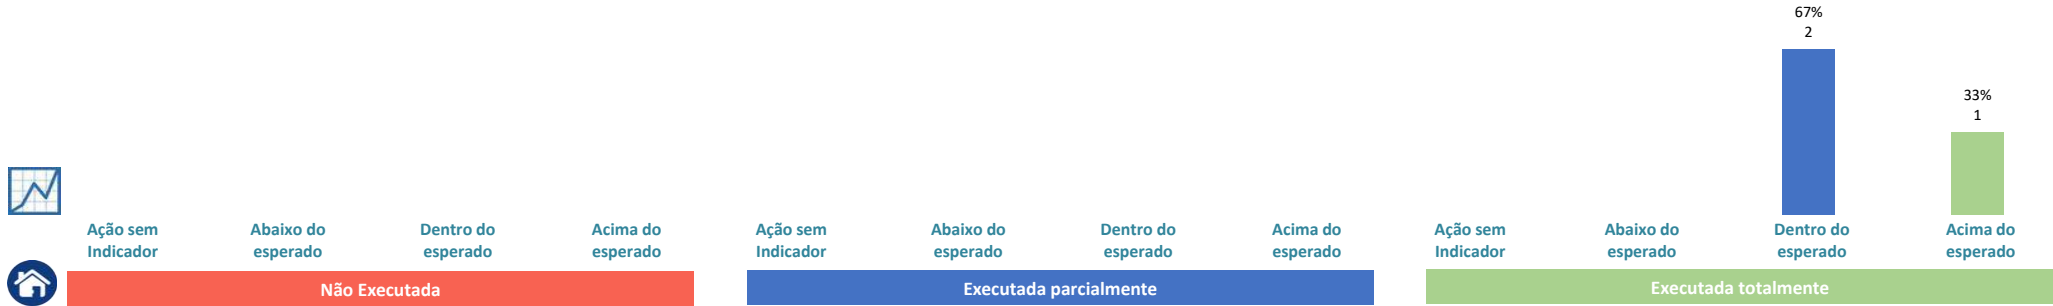 67%
2
33%
1
Ação sem Indicador
Abaixo do esperado
Dentro do esperado
Acima do esperado
Ação sem Indicador
Abaixo do esperado
Dentro do esperado
Acima do esperado
Ação sem Indicador
Abaixo do esperado
Dentro do esperado
Acima do esperado
Não Executada
Executada parcialmente
Executada totalmente